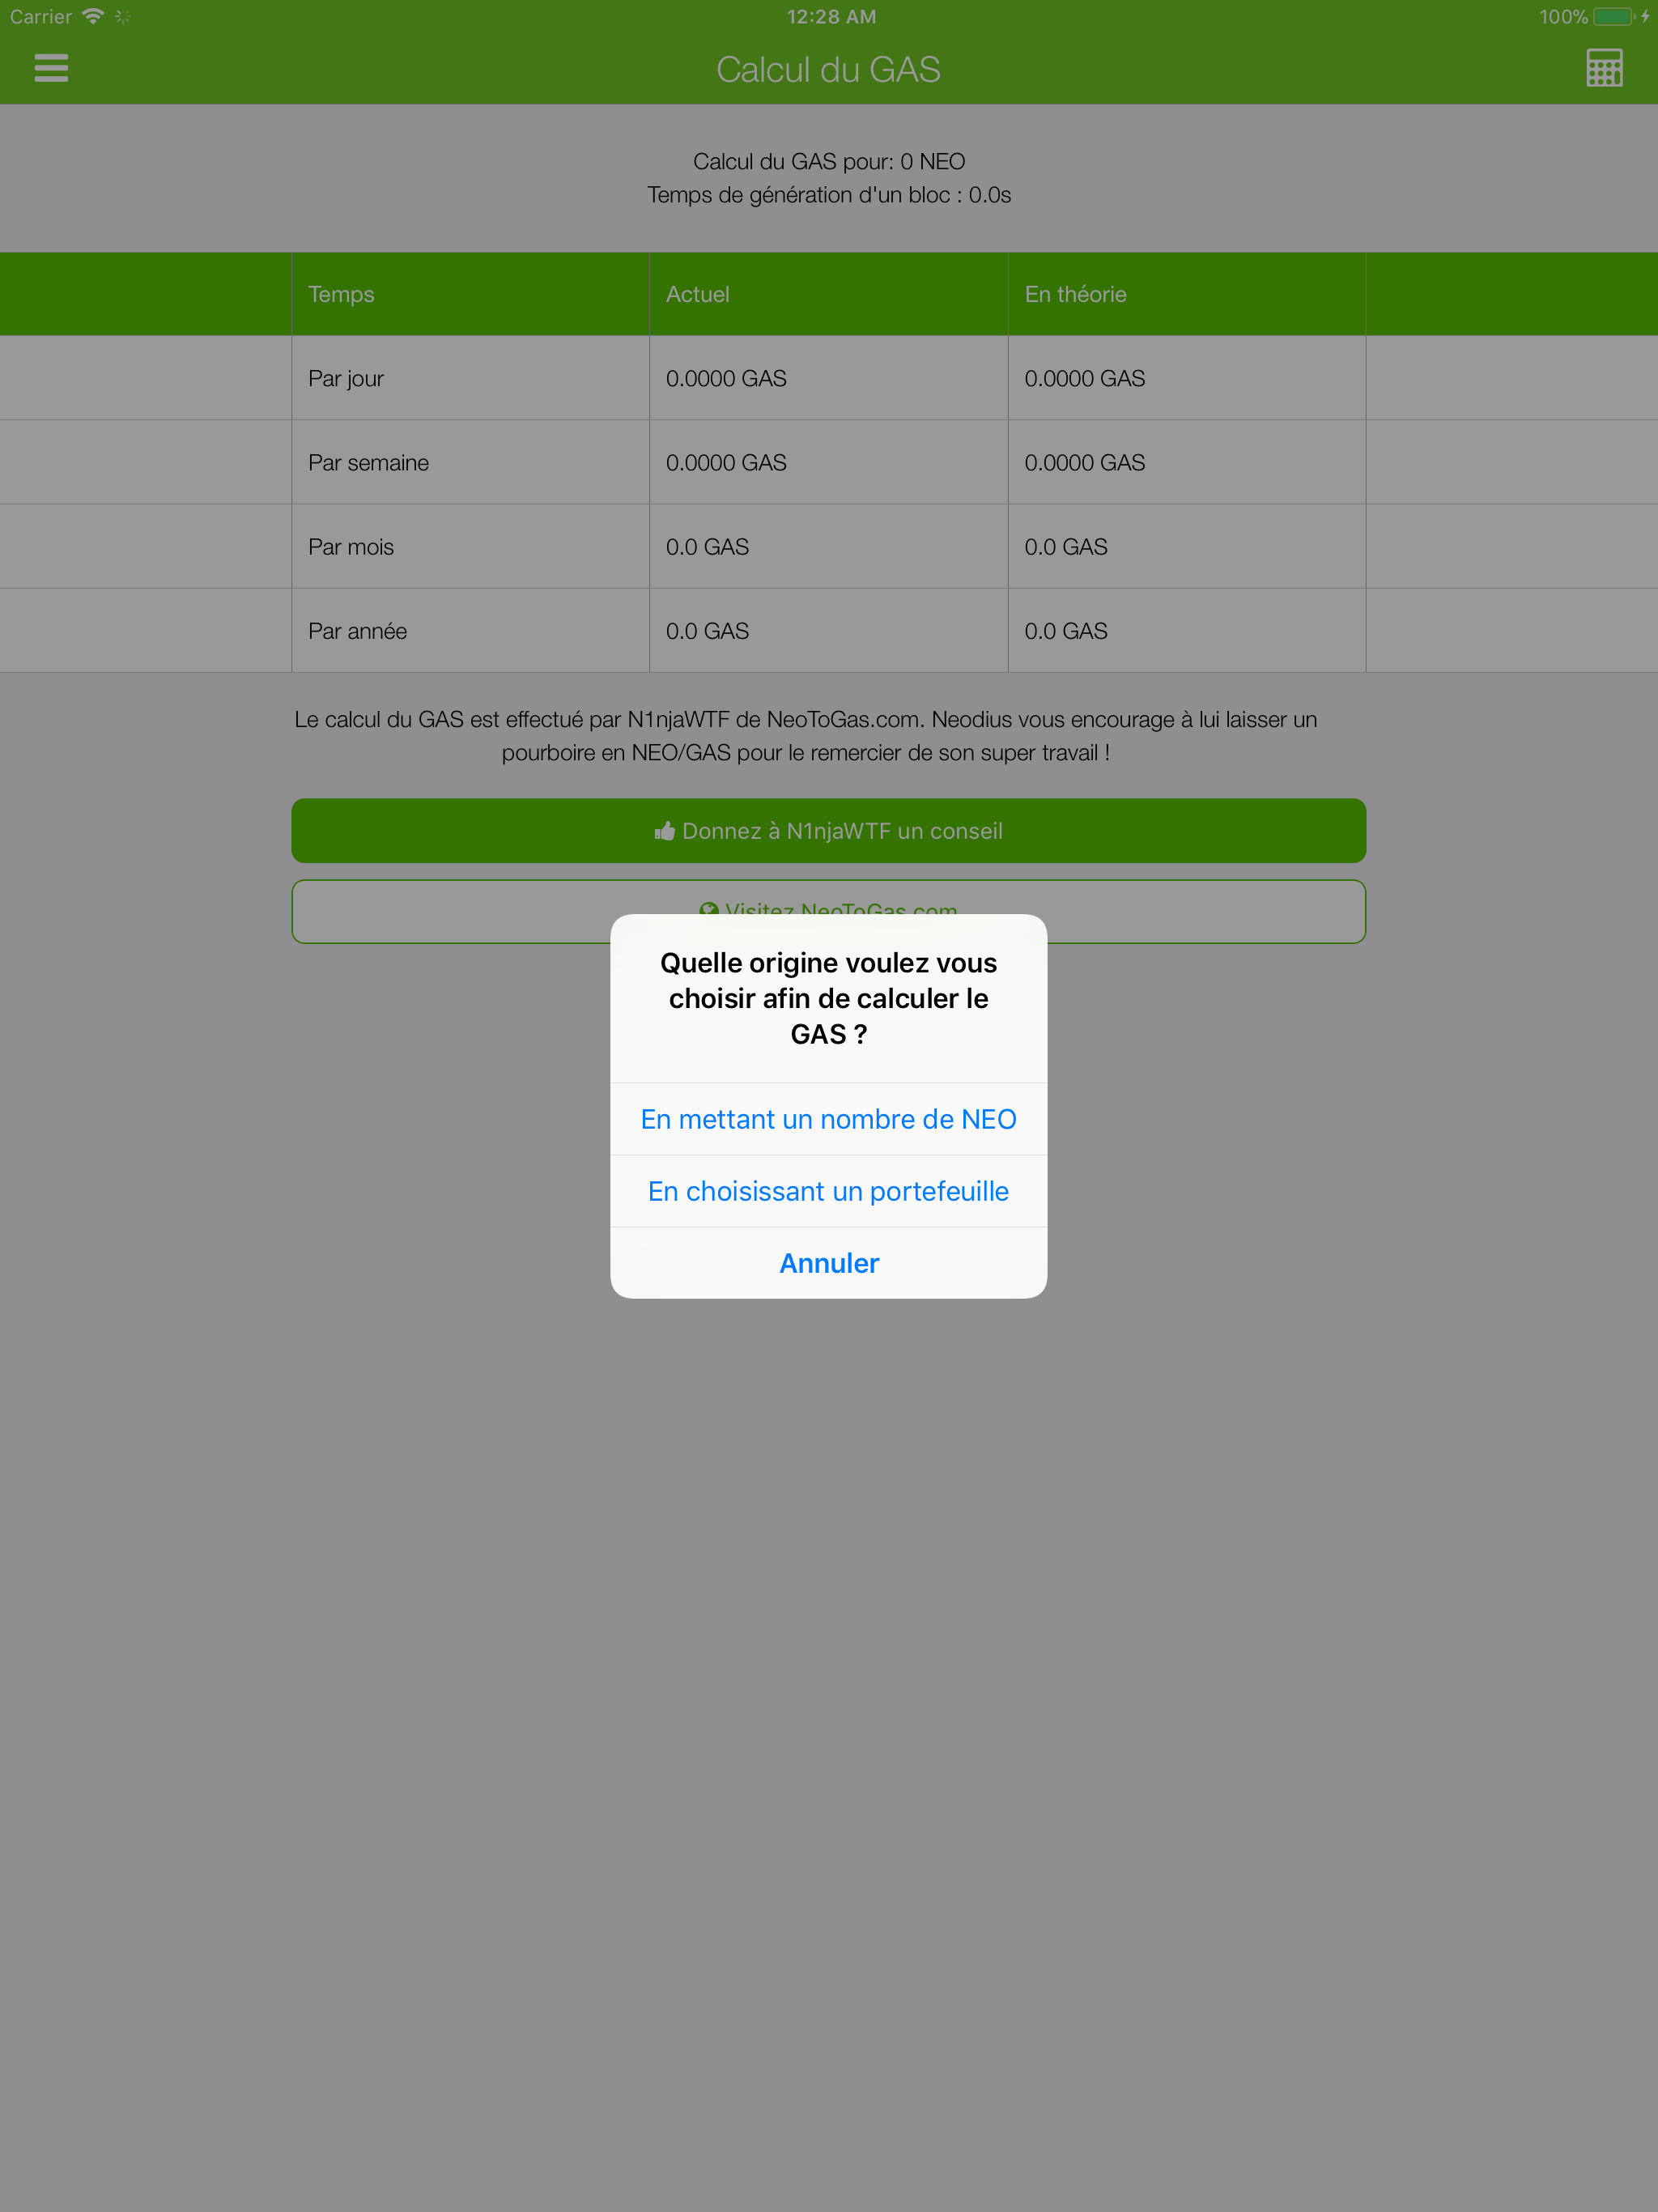 Carrier
12:28 AM
100%
Calcul du GAS
Calcul du GAS pour: 0 NEO
Temps de génération d'un bloc : 0.0s
Temps
Actuel
En théorie
Par jour
0.0000 GAS
0.0000 GAS
Par semaine
0.0000 GAS
0.0000 GAS
Par mois
0.0 GAS
0.0 GAS
Par année
0.0 GAS
0.0 GAS
Le calcul du GAS est effectué par N1njaWTF de NeoToGas.com. Neodius vous encourage à lui laisser un
pourboire en NEO/GAS pour le remercier de son super travail !
Donnez à N1njaWTF un conseil
Visitez NeoToGas.com
Quelle origine voulez vous
choisir afin de calculer le
GAS ?
En mettant un nombre de NEO
En choisissant un portefeuille
Annuler